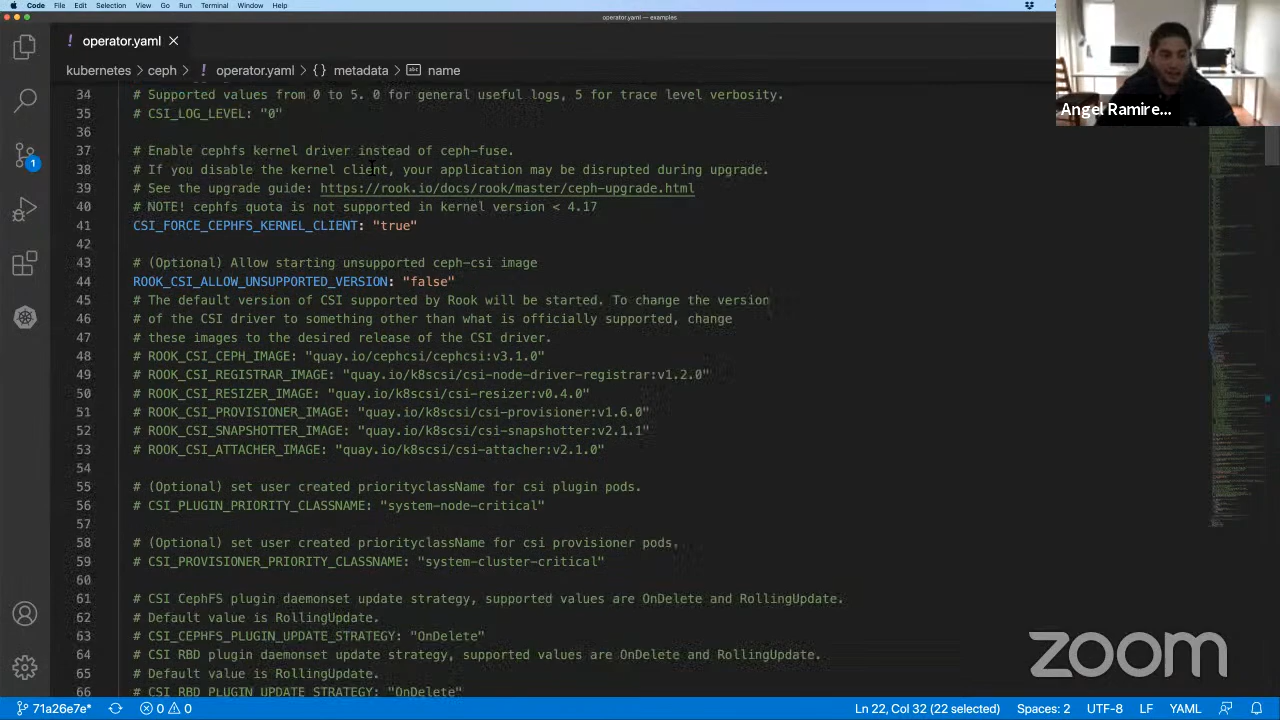 Code File Edit Selection View Go Run Terminal Window Help
operator.yaml — examples
! operator.yaml
kubernetes > ceph > ! operator.yaml > {} metadata > name
34 # Supported values from 0 to 5. 0 for general useful logs, 5 for trace level verbosity.
35 # CSI_LOG_LEVEL: "0"
36
37 # Enable cephfs kernel driver instead of ceph-fuse
38 # If you disable the kernel client, your application may be disrupted during upgrade.
39 # See the upgrade guide: https://rook.io/docs/rook/master/ceph-upgrade.html
40 # NOTE! cephfs quota is not supported in kernel version < 4.17
41 CSI_FORCE_CEPHFS_KERNEL_CLIENT: "true"
42
43 # (Optional) Allow starting unsupported ceph-csi image
44 ROOK_CSI_ALLOW_UNSUPPORTED_VERSION: "false"
45 # The default version of CSI supported by Rook will be started. To change the version
46 # of the CSI driver to something other than what is officially supported, change
47 # these images to the desired release of the CSI driver.
48 # ROOK_CSI_CEPH_IMAGE: "quay.io/cephcsi/cephcsi:v3.1.0"
49 # ROOK_CSI_REGISTRAR_IMAGE: "quay.io/k8scsi/csi-node-driver-registrar:v1.2.0"
50 # ROOK_CSI_RESIZER_IMAGE: "quay.io/k8scsi/csi-resizer:v0.4.0"
51 # ROOK_CSI_PROVISIONER_IMAGE: "quay.io/k8scsi/csi-provisioner:v1.6.0"
52 # ROOK_CSI_SNAPSHOTTER_IMAGE: "quay.io/k8scsi/csi-snapshotter:v2.1.1"
53 # ROOK_CSI_ATTACHER_IMAGE: "quay.io/k8scsi/csi-attacher:v2.1.0"
54
55 # (Optional) set user created priorityclassName for csi plugin pods.
56 # CSI_PLUGIN_PRIORITY_CLASSNAME: "system-node-critical"
57
58 # (Optional) set user created priorityclassName for csi provisioner pods.
59 # CSI_PROVISIONER_PRIORITY_CLASSNAME: "system-cluster-critical"
60
61 # CSI CephFS plugin daemonset update strategy, supported values are OnDelete and RollingUpdate.
62 # Default value is RollingUpdate.
63 # CSI_CEPHFS_PLUGIN_UPDATE_STRATEGY: "OnDelete"
64 # CSI RBD plugin daemonset update strategy, supported values are OnDelete and RollingUpdate.
65 # Default value is RollingUpdate.
66 # CSI_RBD_PLUGIN_UPDATE_STRATEGY: "OnDelete"
1
Angel Ramire...
zoom
71a26e7e* 0 0 Ln 22, Col 32 (22 selected) Spaces: 2 UTF-8 LF YAML